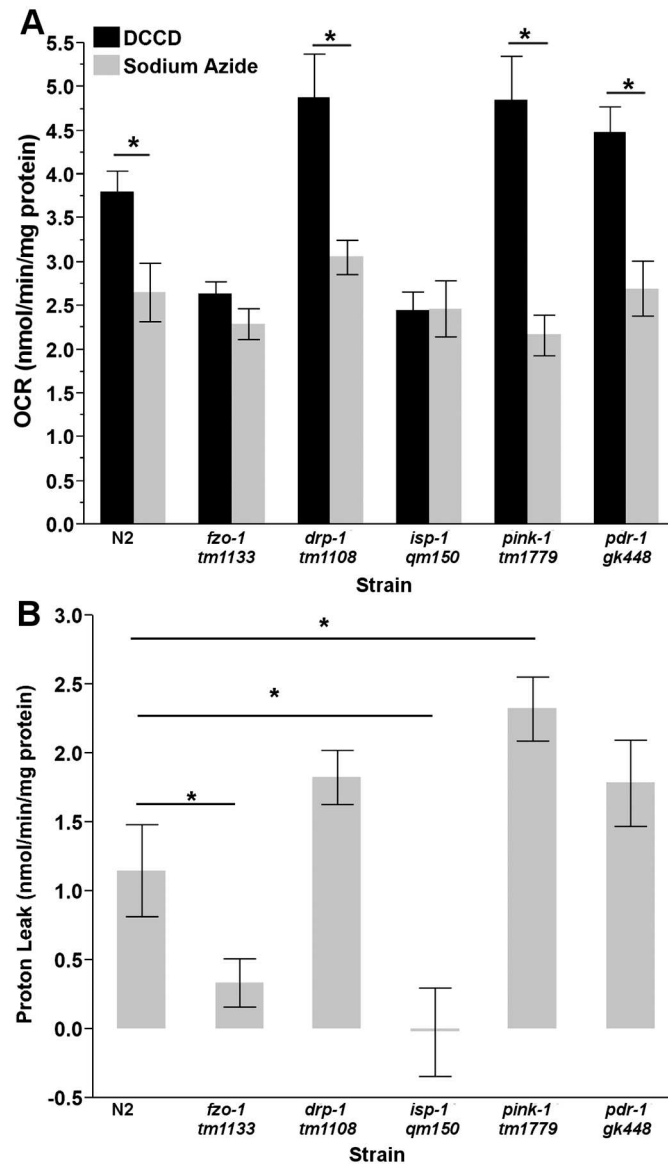 A
DCCD
Sodium Azide
OCR (nmol/min/mg protein)
5.5
5.0
4.5
4.0
3.5
3.0
2.5
2.0
1.5
1.0
0.5
0.0
*
*
*
*
N2 fzo-1 drp-1 isp-1 pink-1 pdr-1
tm1133 tm1108 qm150 tm1779 gk448
Strain
B
Proton Leak (nmol/min/mg protein)
3.0
2.5
2.0
1.5
1.0
0.5
0.0
-0.5
*
*
*
N2 fzo-1 drp-1 isp-1 pink-1 pdr-1
tm1133 tm1108 qm150 tm1779 gk448
Strain